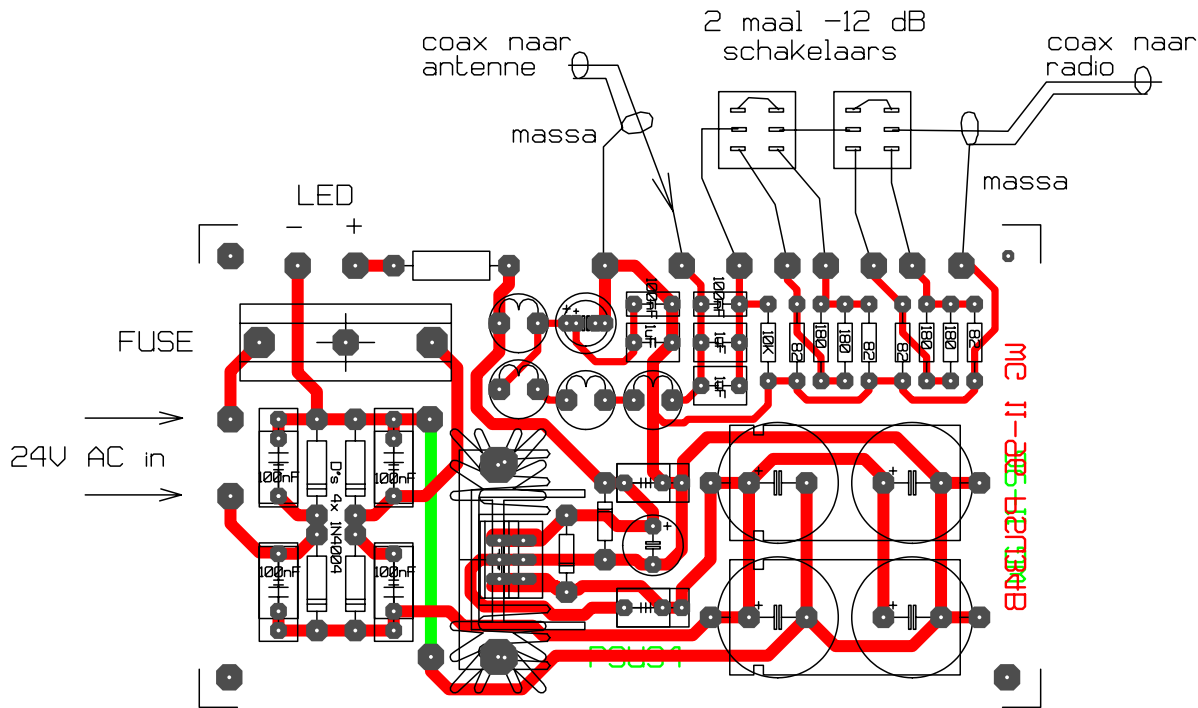 2 maal -12 dB
schakelaars
coax naar
antenne
coax naar
radio
massa
massa
LED
- +
FUSE
24V AC in
100nF
100nF
100nF
100nF
D's 4x 1N4004
100nF
1uF
100nF
1uF
10K
82
180
180
82
82
180
180
82
+
+
+
+
+
+
PSU34